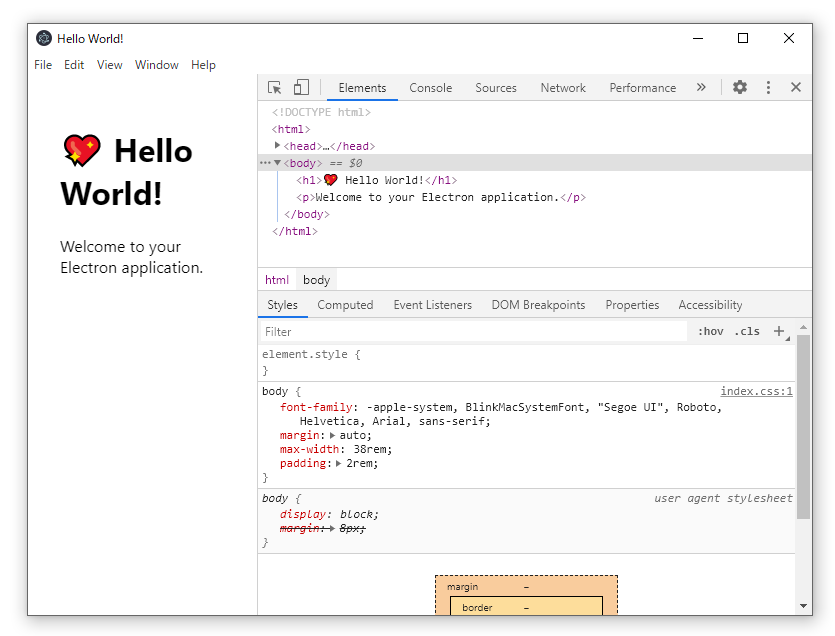 Hello World!
File Edit View Window Help
💖 Hello
World!
Welcome to your
Electron application.
Elements Console Sources Network Performance »
<!DOCTYPE html>
<html>
<head>…</head>
<body> == $0
<h1>💖 Hello World!</h1>
<p>Welcome to your Electron application.</p>
</body>
</html>
html body
Styles Computed Event Listeners DOM Breakpoints Properties Accessibility
Filter :hov .cls +
element.style {
}
body { index.css:1
font-family: -apple-system, BlinkMacSystemFont, "Segoe UI", Roboto,
Helvetica, Arial, sans-serif;
margin: auto;
max-width: 38rem;
padding: 2rem;
}
body { user agent stylesheet
display: block;
margin: 8px;
}
margin –
border –